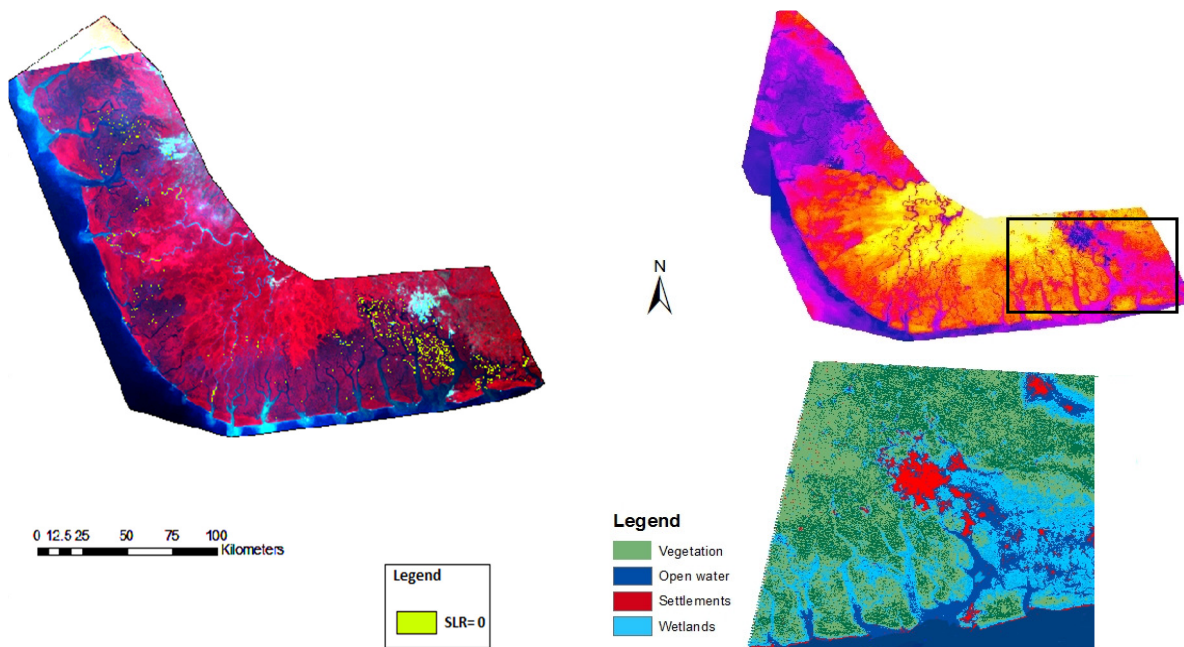 N
0 12.5 25 50 75 100
Kilometers
Legend
SLR= 0
Legend
Vegetation
Open water
Settlements
Wetlands